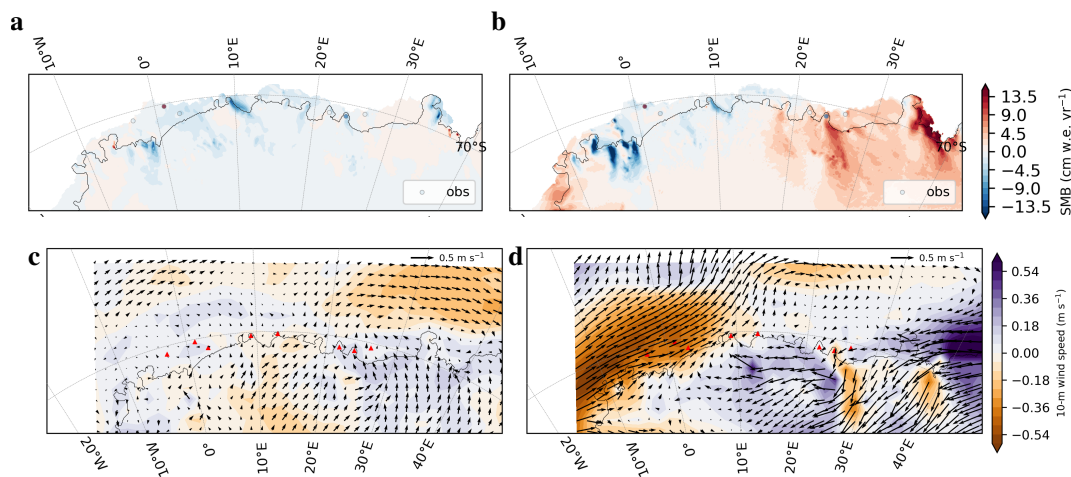 a
b
10°W
0°
10°E
20°E
30°E
10°W
0°
10°E
20°E
30°E
70°S
obs
70°S
obs
13.5
9.0
4.5
0.0
−4.5
−9.0
−13.5
SMB (cm w.e. yr⁻¹)
c
0.5 m s⁻¹
d
0.5 m s⁻¹
20°W
10°W
0°
10°E
20°E
30°E
40°E
20°W
10°W
0°
10°E
20°E
30°E
40°E
0.54
0.36
0.18
0.00
−0.18
−0.36
−0.54
10-m wind speed (m s⁻¹)